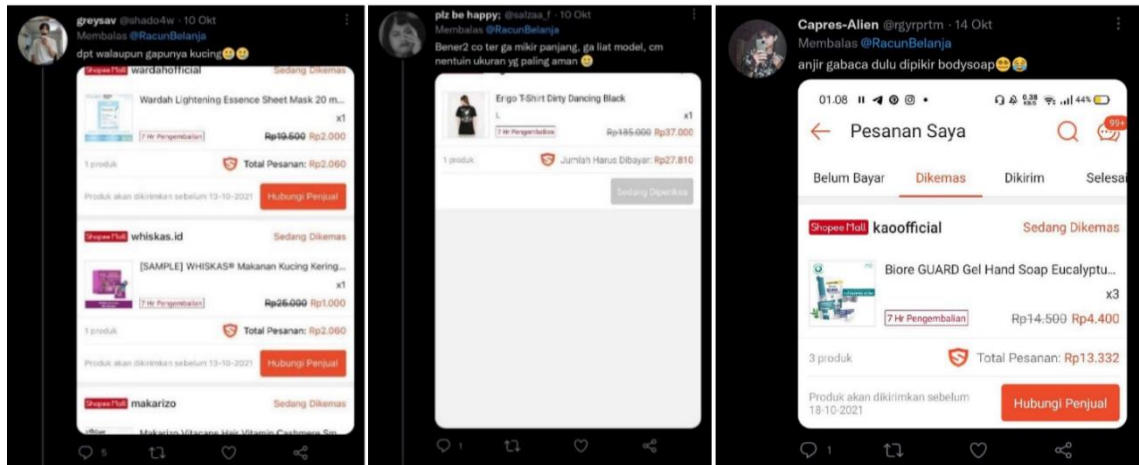 greysav @shado4w · 10 Okt
Membalas @RacunBelanja
dpt walaupun gapunya kucing🥲🥲
Shopee Mall wardahofficial Sedang Dikemas
Wardah Lightening Essence Sheet Mask 20 m...
x1
7 Hr Pengembalian Rp19.500 Rp2.000
1 produk Total Pesanan: Rp2.060
Produk akan dikirimkan sebelum 13-10-2021 Hubungi Penjual
Shopee Mall whiskas.id Sedang Dikemas
[SAMPLE] WHISKAS® Makanan Kucing Kering...
x1
7 Hr Pengembalian Rp25.000 Rp1.000
1 produk Total Pesanan: Rp2.060
Produk akan dikirimkan sebelum 13-10-2021 Hubungi Penjual
Shopee Mall makarizo Sedang Dikemas
Makarizo Vitacaps Hair Vitamin Cashmere Sm
5
plz be happy; @salzaa_f · 10 Okt
Membalas @RacunBelanja
Bener2 co ter ga mikir panjang, ga liat model, cm
nentuin ukuran yg paling aman 🥲
Erigo T-Shirt Dirty Dancing Black
L x1
7 Hr Pengembalian Rp185.000 Rp37.000
1 produk Jumlah Harus Dibayar: Rp27.810
Sedang Diperiksa
1
Capres-Alien @rgyrprtm · 14 Okt
Membalas @RacunBelanja
anjir gabaca dulu dipikir bodysoap😵‍💫😂
01.08 0.38 KB/S 44%
Pesanan Saya 99+
Belum Bayar Dikemas Dikirim Selesai
Shopee Mall kaoofficial Sedang Dikemas
Biore GUARD Gel Hand Soap Eucalyptu...
x3
7 Hr Pengembalian Rp14.500 Rp4.400
3 produk Total Pesanan: Rp13.332
Produk akan dikirimkan sebelum
18-10-2021 Hubungi Penjual
1